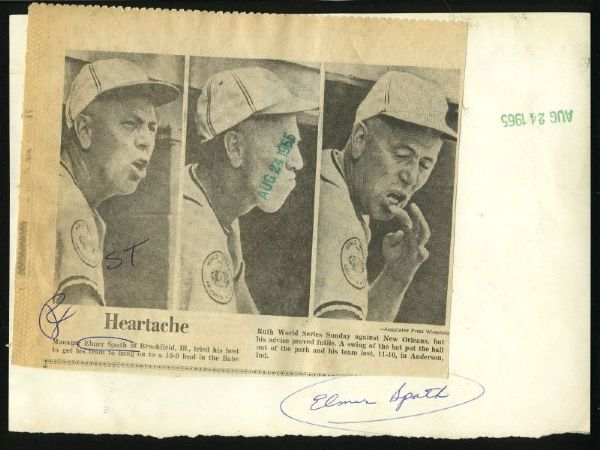 AUG 24 1965
AUG 24 1965
ST
—Associated Press Wirephoto
Heartache
Manager Elmer Spath of Brookfield, Ill., tried his best
to get his team to hang on to a 10-0 lead in the Babe
Ruth World Series Sunday against New Orleans, but
his advice proved futile. A swing of the bat put the ball
out of the park and his team lost, 11-10, in Anderson,
Ind.
Elmer Spath